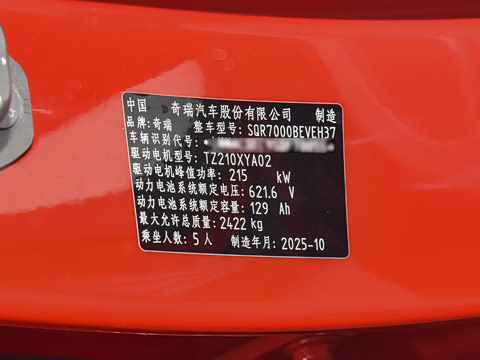 中国 奇瑞汽车股份有限公司 制造
品牌: 奇瑞 整车型号: SQR7000BEVEH37
车辆识别代号:
驱动电机型号: TZ210XYA02
驱动电机峰值功率: 215 kW
动力电池系统额定电压: 621.6 V
动力电池系统额定容量: 129 Ah
最大允许总质量: 2422 kg
乘坐人数: 5 人 制造年月: 2025-10